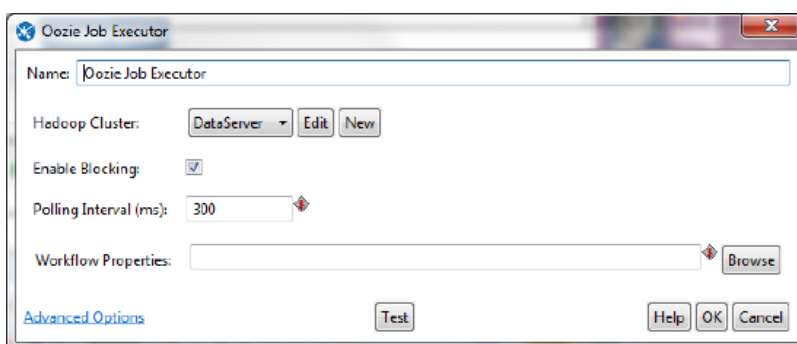 Oozie Job Executor
Name: Oozie Job Executor
Hadoop Cluster: DataServer Edit New
Enable Blocking:
Polling Interval (ms): 300
Workflow Properties: Browse
Advanced Options Test Help OK Cancel